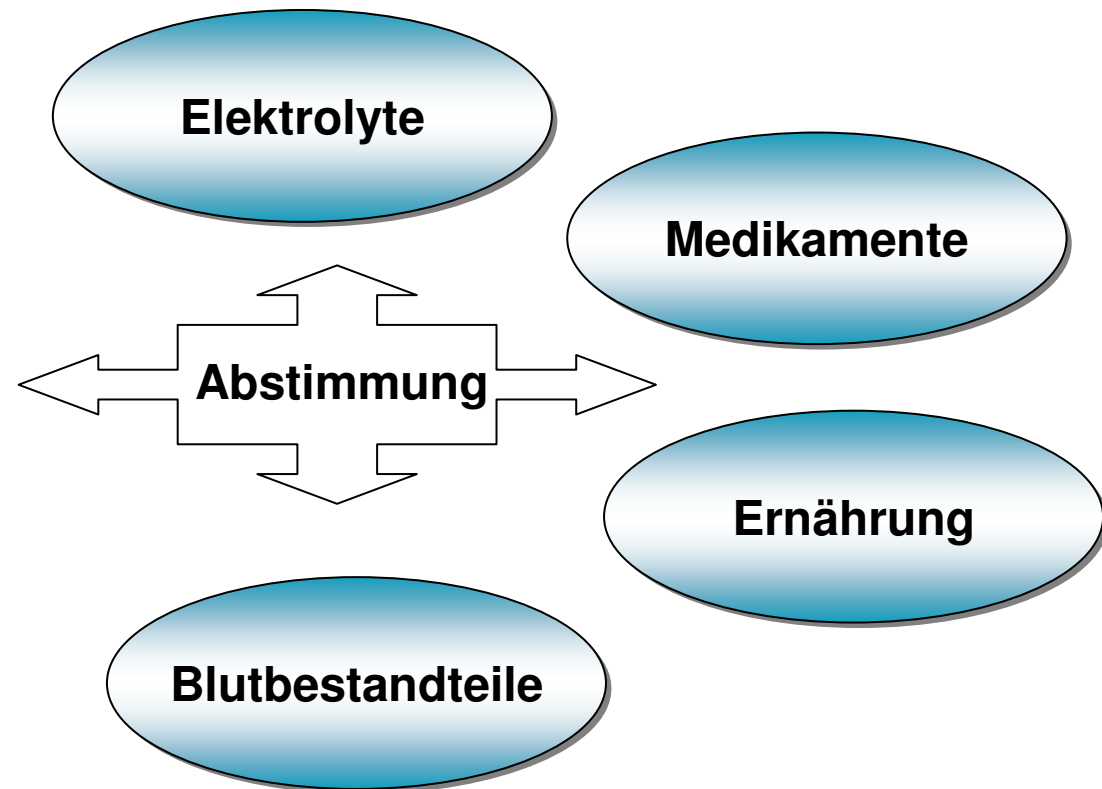 Elektrolyte
Medikamente
Abstimmung
Ernährung
Blutbestandteile